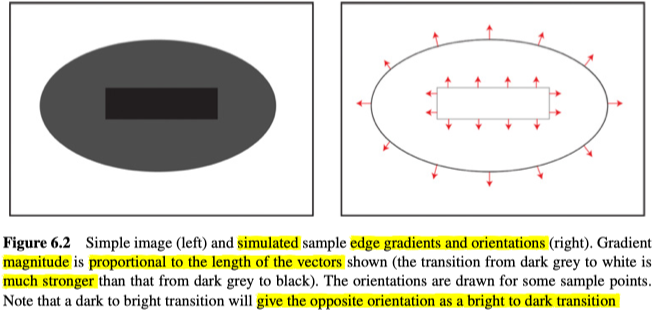 Figure 6.2 Simple image (left) and simulated sample edge gradients and orientations (right). Gradient
magnitude is proportional to the length of the vectors shown (the transition from dark grey to white is
much stronger than that from dark grey to black). The orientations are drawn for some sample points.
Note that a dark to bright transition will give the opposite orientation as a bright to dark transition